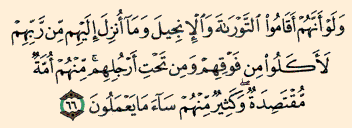 وَلَوْ أَنَّهُمْ أَقَامُوا۟ ٱلتَّوْرَىٰةَ وَٱلْإِنجِيلَ وَمَآ أُنزِلَ إِلَيْهِم مِّن رَّبِّهِمْ
لَأَكَلُوا۟ مِن فَوْقِهِمْ وَمِن تَحْتِ أَرْجُلِهِم ۚ مِّنْهُمْ أُمَّةٌ
مُّقْتَصِدَةٌ ۖ وَكَثِيرٌ مِّنْهُمْ سَآءَ مَا يَعْمَلُونَ ٦٦